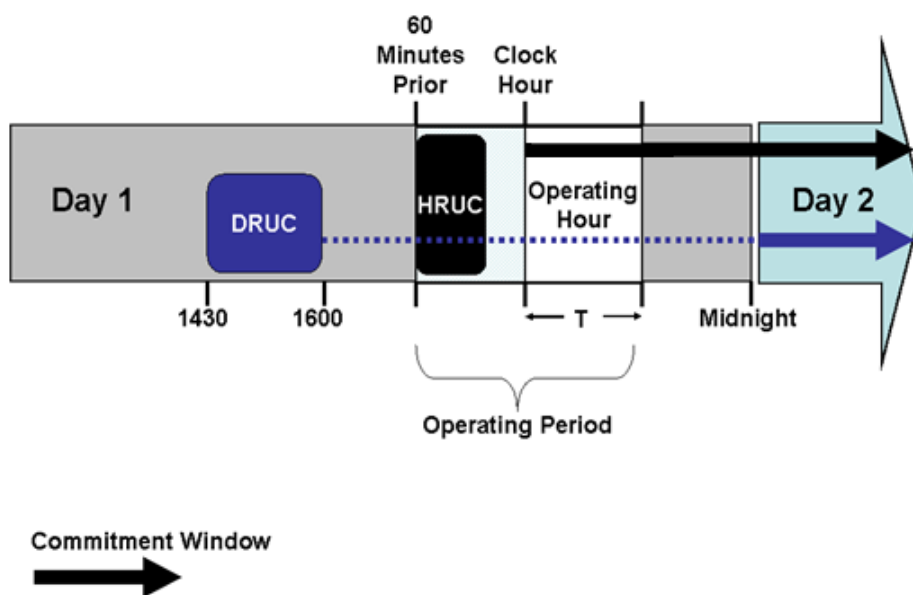 60
Minutes
Prior
Clock
Hour
Day 1
DRUC
HRUC
Operating
Hour
Day 2
1430
1600
T
Midnight
Operating Period
Commitment Window